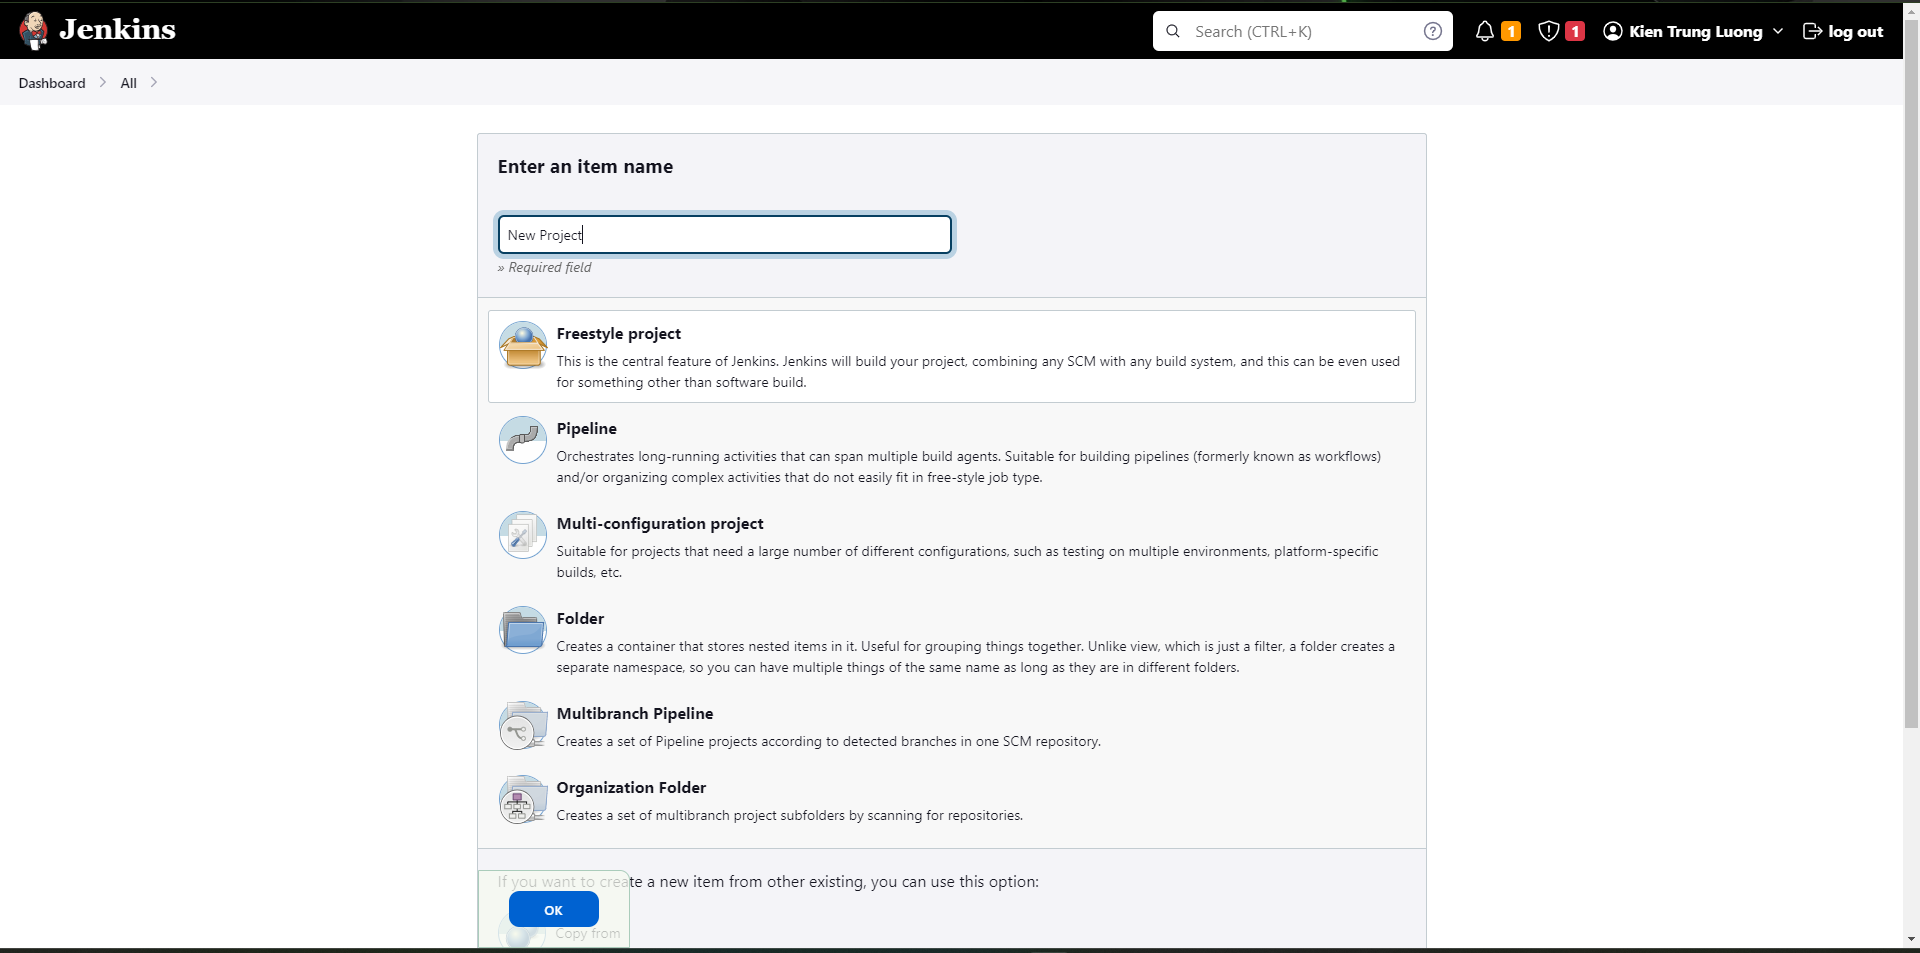 Jenkins
Search (CTRL+K)
?
1
1
Kien Trung Luong
log out
Dashboard
All
Enter an item name
New Project
» Required field
Freestyle project
This is the central feature of Jenkins. Jenkins will build your project, combining any SCM with any build system, and this can be even used
for something other than software build.
Pipeline
Orchestrates long-running activities that can span multiple build agents. Suitable for building pipelines (formerly known as workflows)
and/or organizing complex activities that do not easily fit in free-style job type.
Multi-configuration project
Suitable for projects that need a large number of different configurations, such as testing on multiple environments, platform-specific
builds, etc.
Folder
Creates a container that stores nested items in it. Useful for grouping things together. Unlike view, which is just a filter, a folder creates a
separate namespace, so you can have multiple things of the same name as long as they are in different folders.
Multibranch Pipeline
Creates a set of Pipeline projects according to detected branches in one SCM repository.
Organization Folder
Creates a set of multibranch project subfolders by scanning for repositories.
If you want to create a new item from other existing, you can use this option:
OK
Copy from